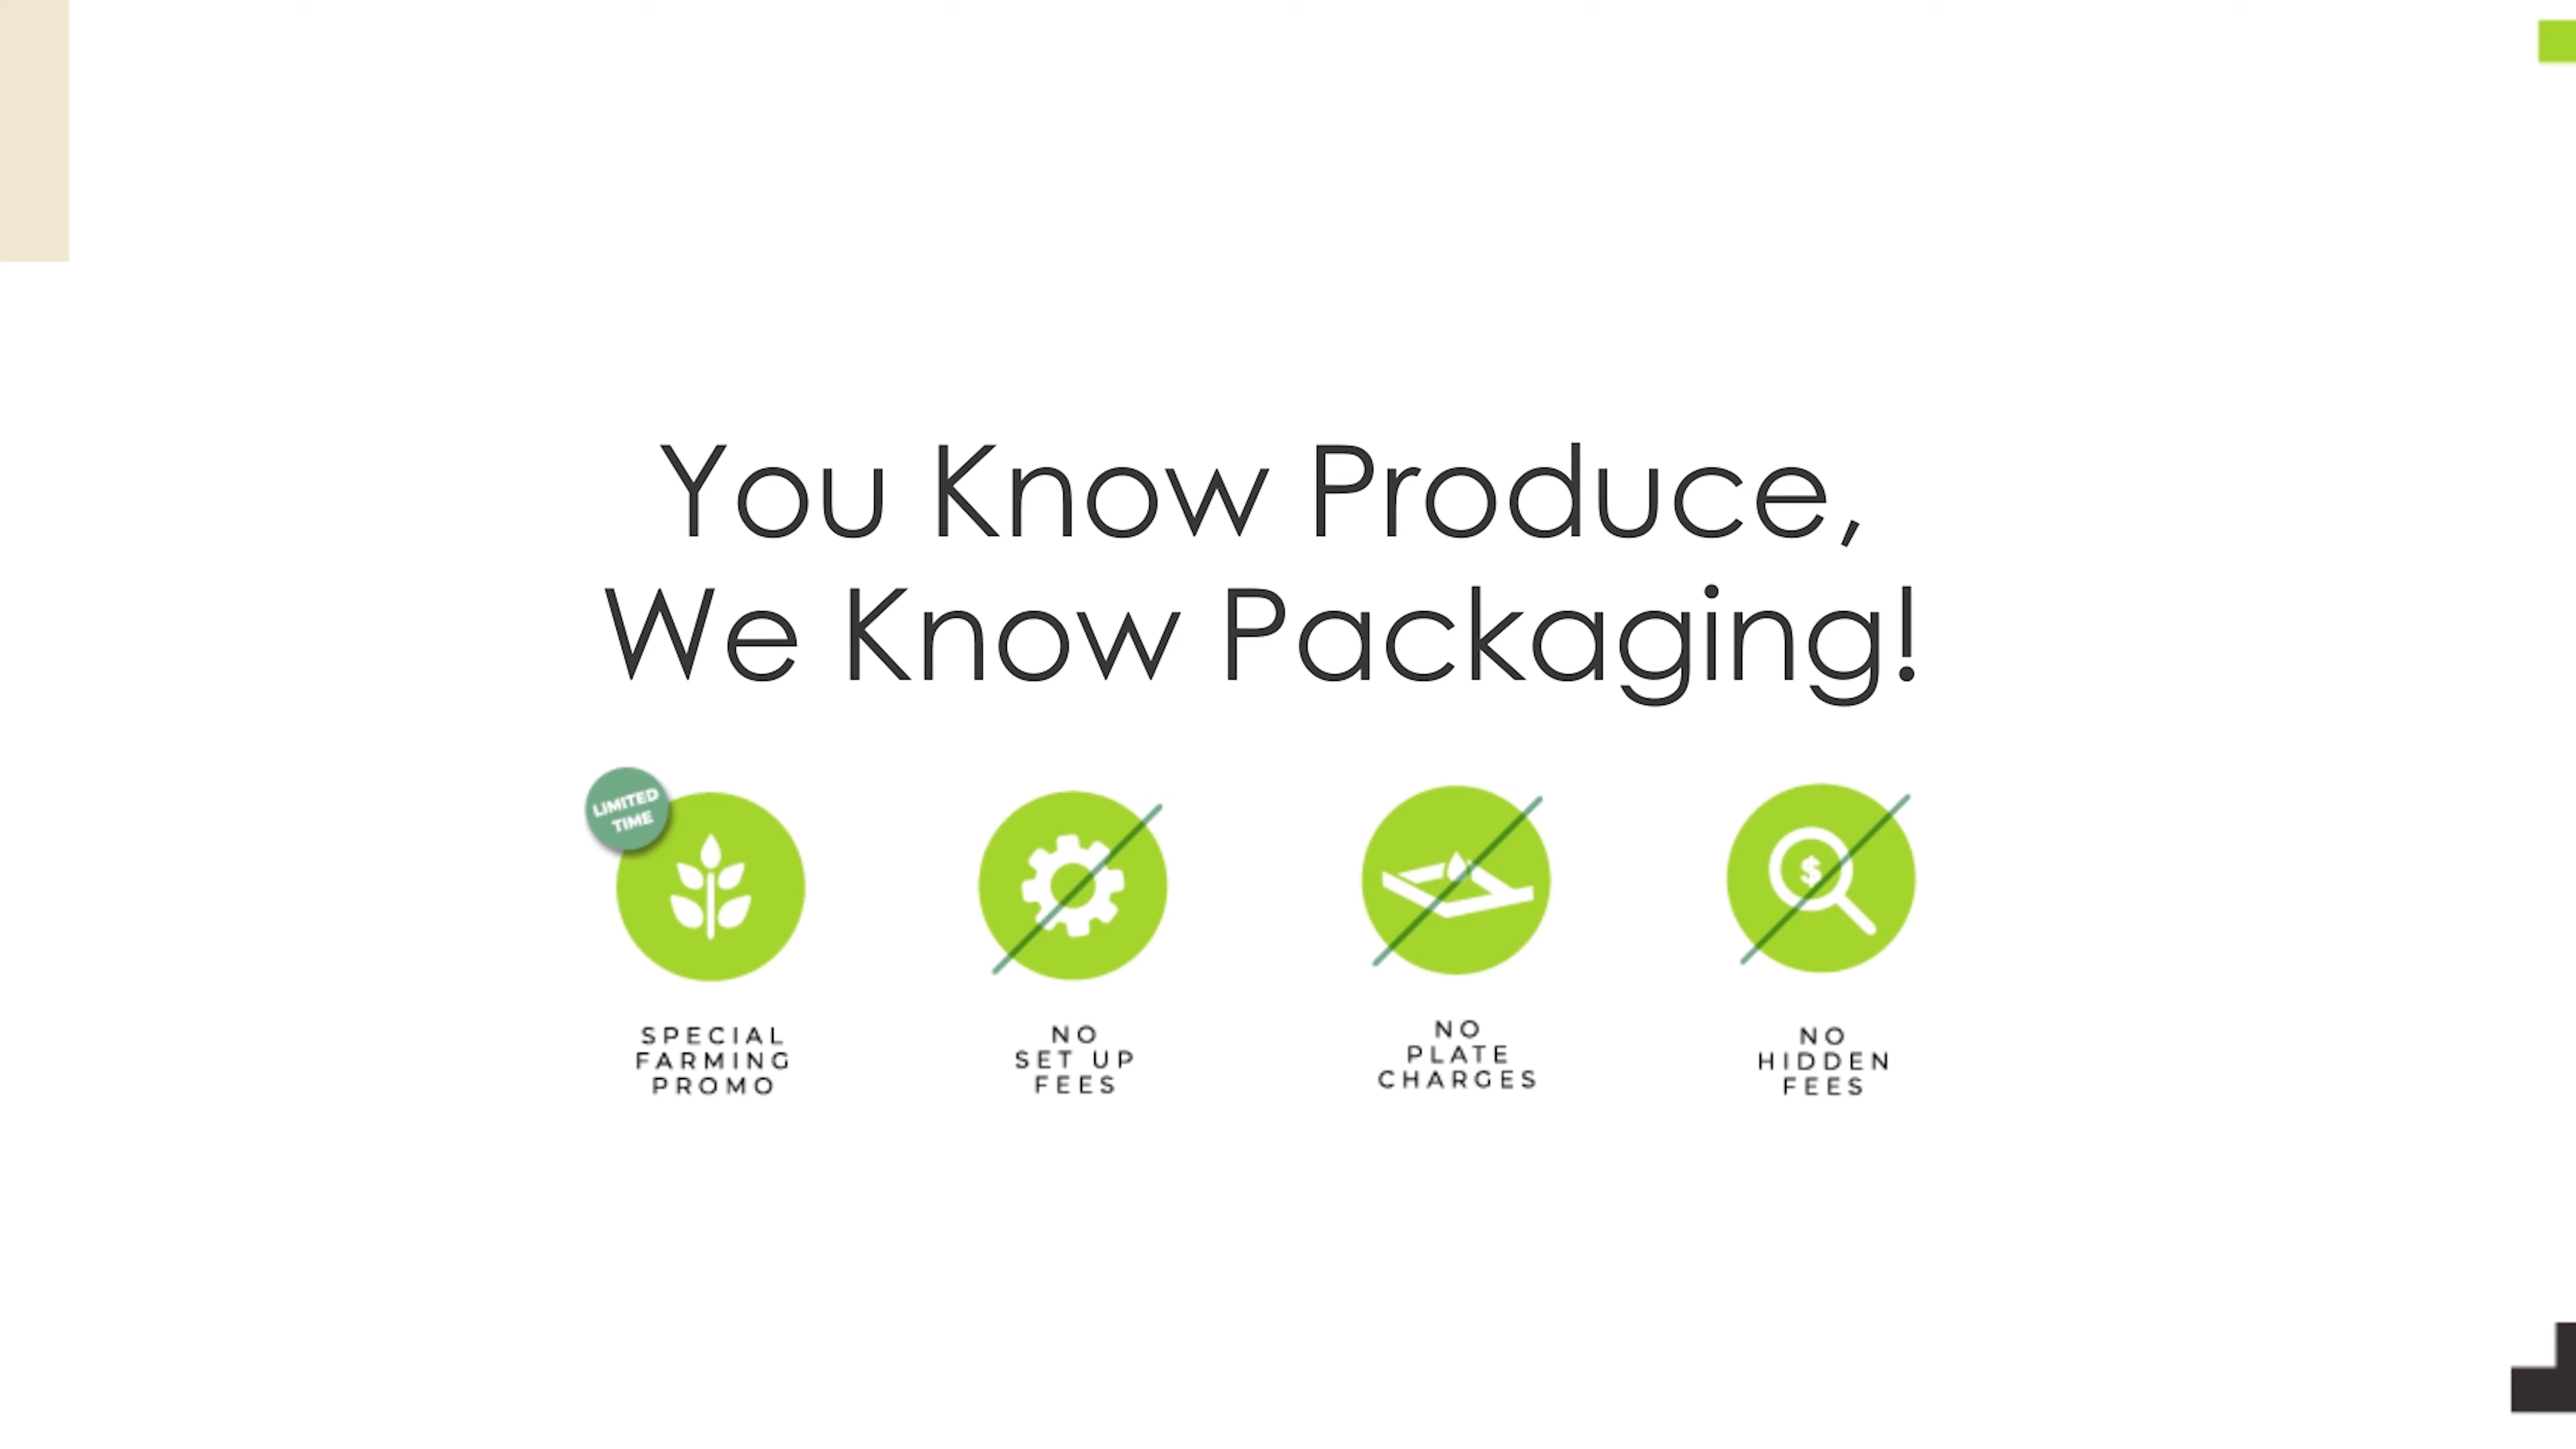 You Know Produce,
We Know Packaging!
LIMITED
TIME
SPECIAL
FARMING
PROMO
NO
SET UP
FEES
NO
PLATE
CHARGES
$
NO
HIDDEN
FEES